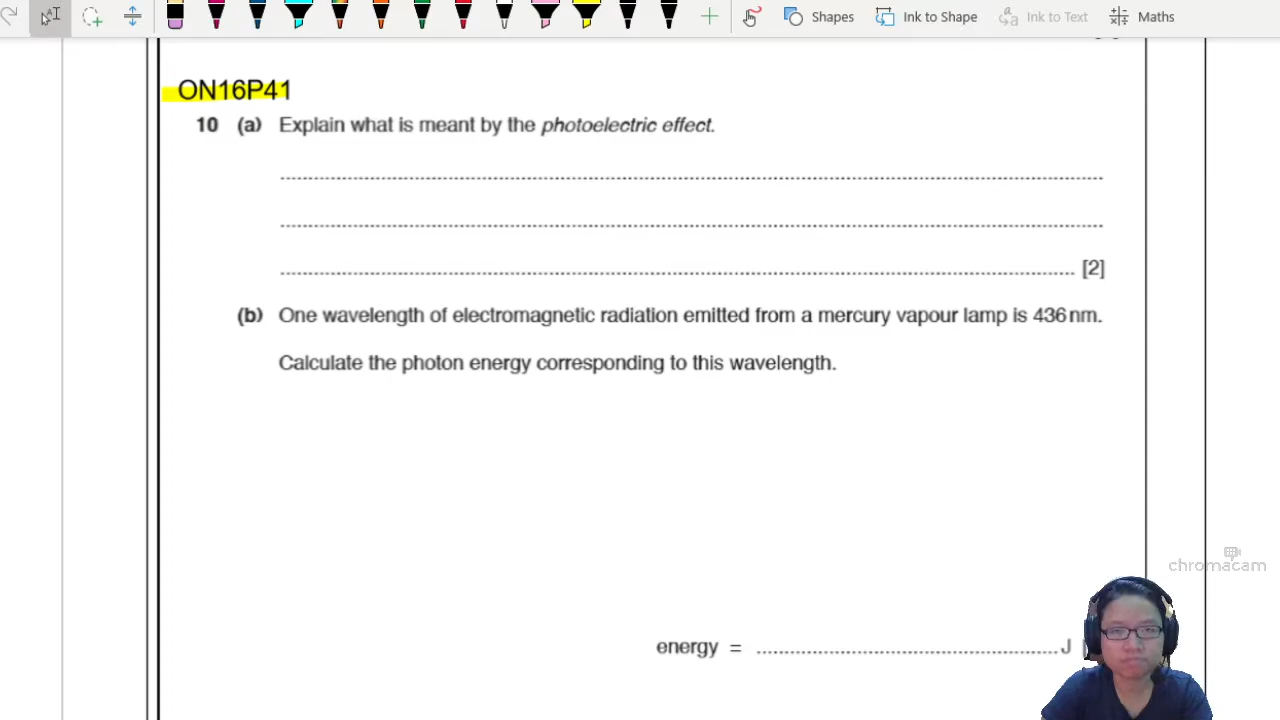 Shapes
Ink to Shape
Ink to Text
Maths
ON16P41
10 (a) Explain what is meant by the photoelectric effect.
[2]
(b) One wavelength of electromagnetic radiation emitted from a mercury vapour lamp is 436 nm.
Calculate the photon energy corresponding to this wavelength.
chromacam
energy = J